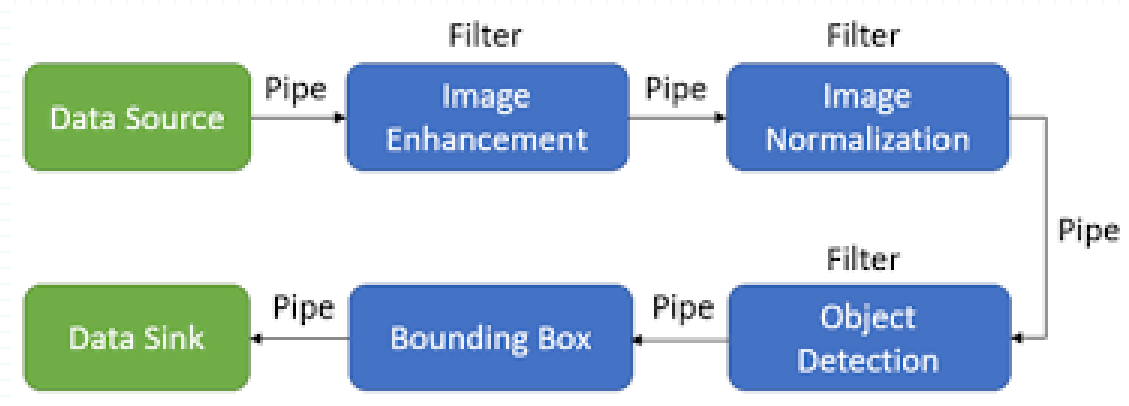 Filter
Filter
Data Source
Pipe
Image
Enhancement
Pipe
Image
Normalization
Pipe
Filter
Object
Detection
Pipe
Bounding Box
Pipe
Data Sink